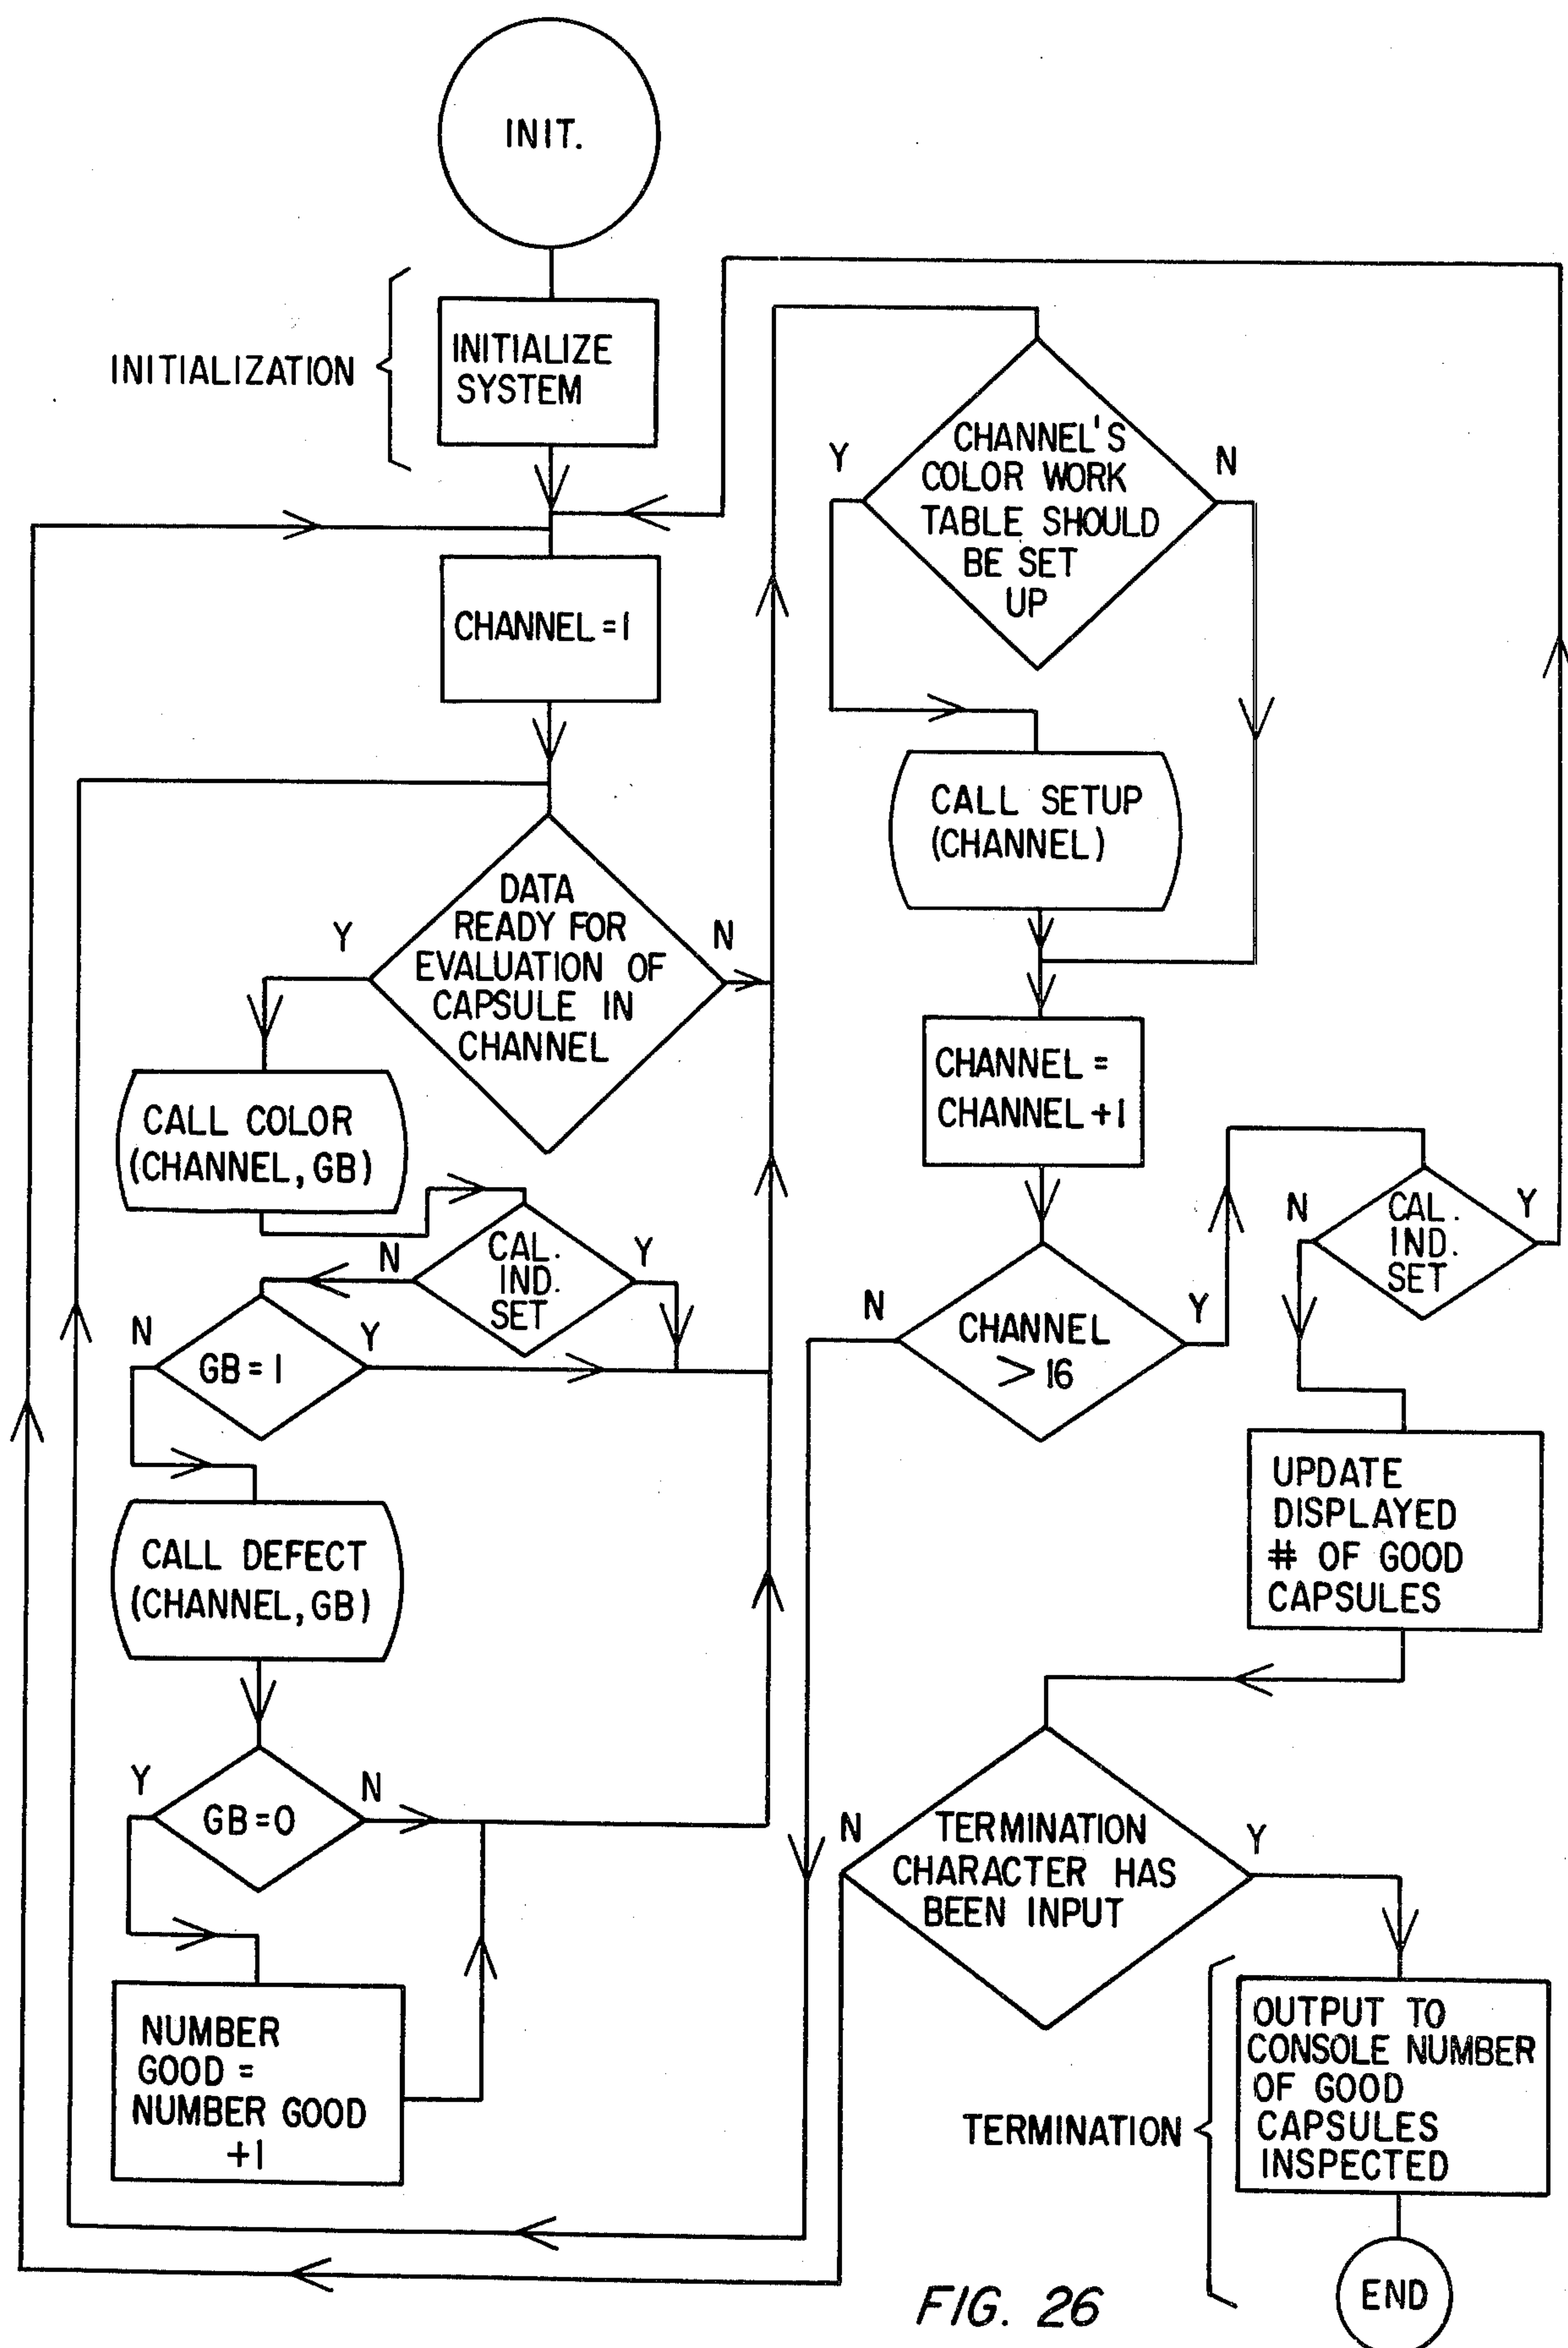 INIT.
INITIALIZATION
INITIALIZE
SYSTEM
CHANNEL=1
DATA
READY FOR
EVALUATION OF
CAPSULE IN
CHANNEL
Y
N
CALL COLOR
(CHANNEL, GB)
CAL.
IND.
SET
N
Y
GB=1
N
Y
CALL DEFECT
(CHANNEL, GB)
GB=0
Y
N
NUMBER
GOOD =
NUMBER GOOD
+1
CHANNEL'S
COLOR WORK
TABLE SHOULD
BE SET
UP
Y
N
CALL SETUP
(CHANNEL)
CHANNEL =
CHANNEL +1
CHANNEL
>16
N
Y
CAL.
IND.
SET
N
Y
UPDATE
DISPLAYED
# OF GOOD
CAPSULES
TERMINATION
CHARACTER HAS
BEEN INPUT
N
Y
TERMINATION
OUTPUT TO
CONSOLE NUMBER
OF GOOD
CAPSULES
INSPECTED
END
FIG. 26